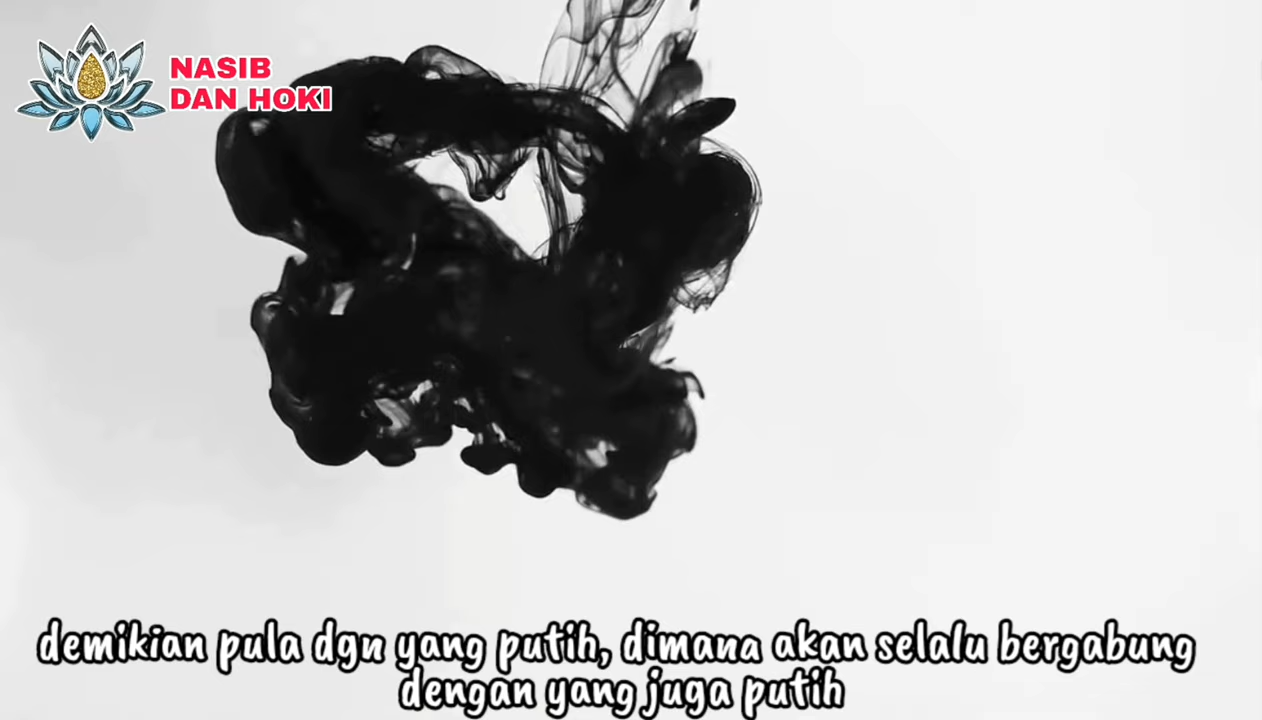 NASIB
DAN HOKI
demikian pula dgn yang putih, dimana akan selalu bergabung
dengan yang juga putih